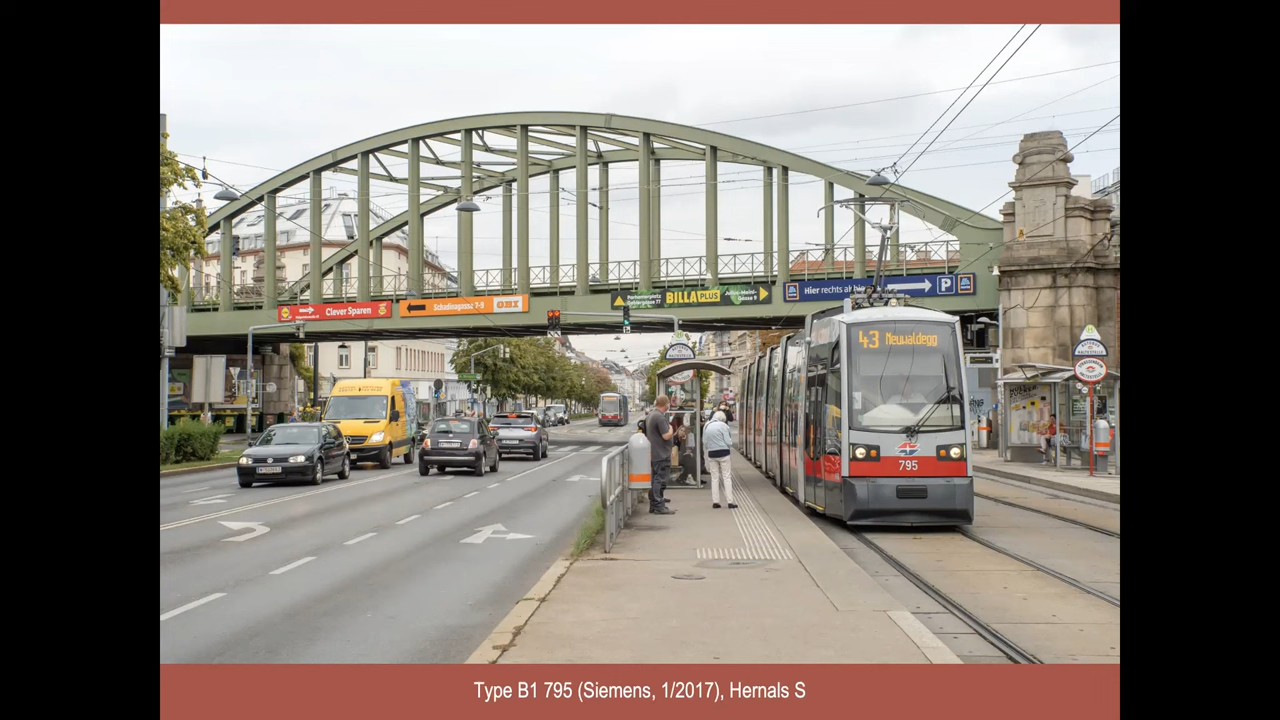 Clever Sparen
Schadinagasse 7-9
OBI
BILLA PLUS
Hier rechts
P
43 Neuwaldegg
795
Type B1 795 (Siemens, 1/2017), Hernals S